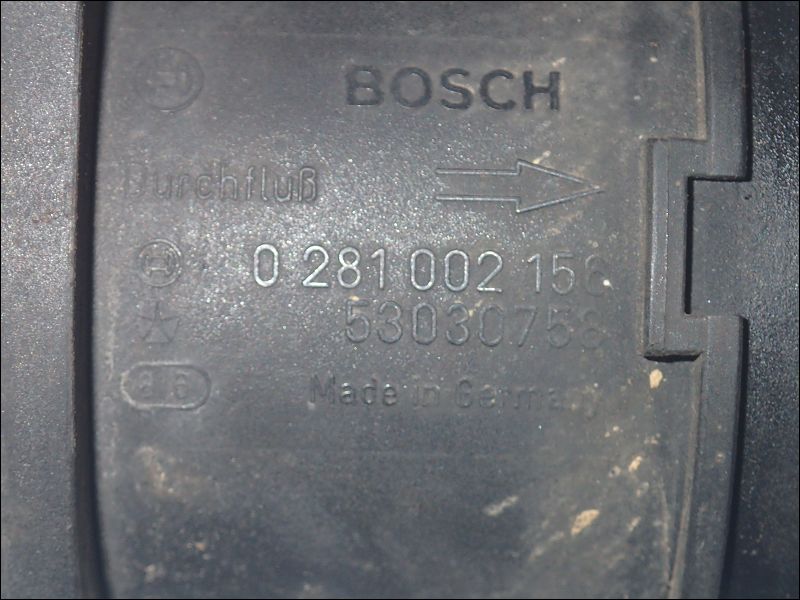 BOSCH
Durchfluß
0 281 002 156
53030758
Made in Germany